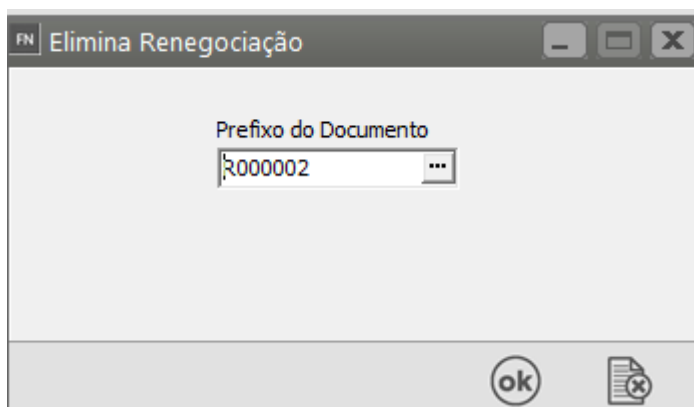 FN Elimina Renegociação
Prefixo do Documento
R000002 ...
ok